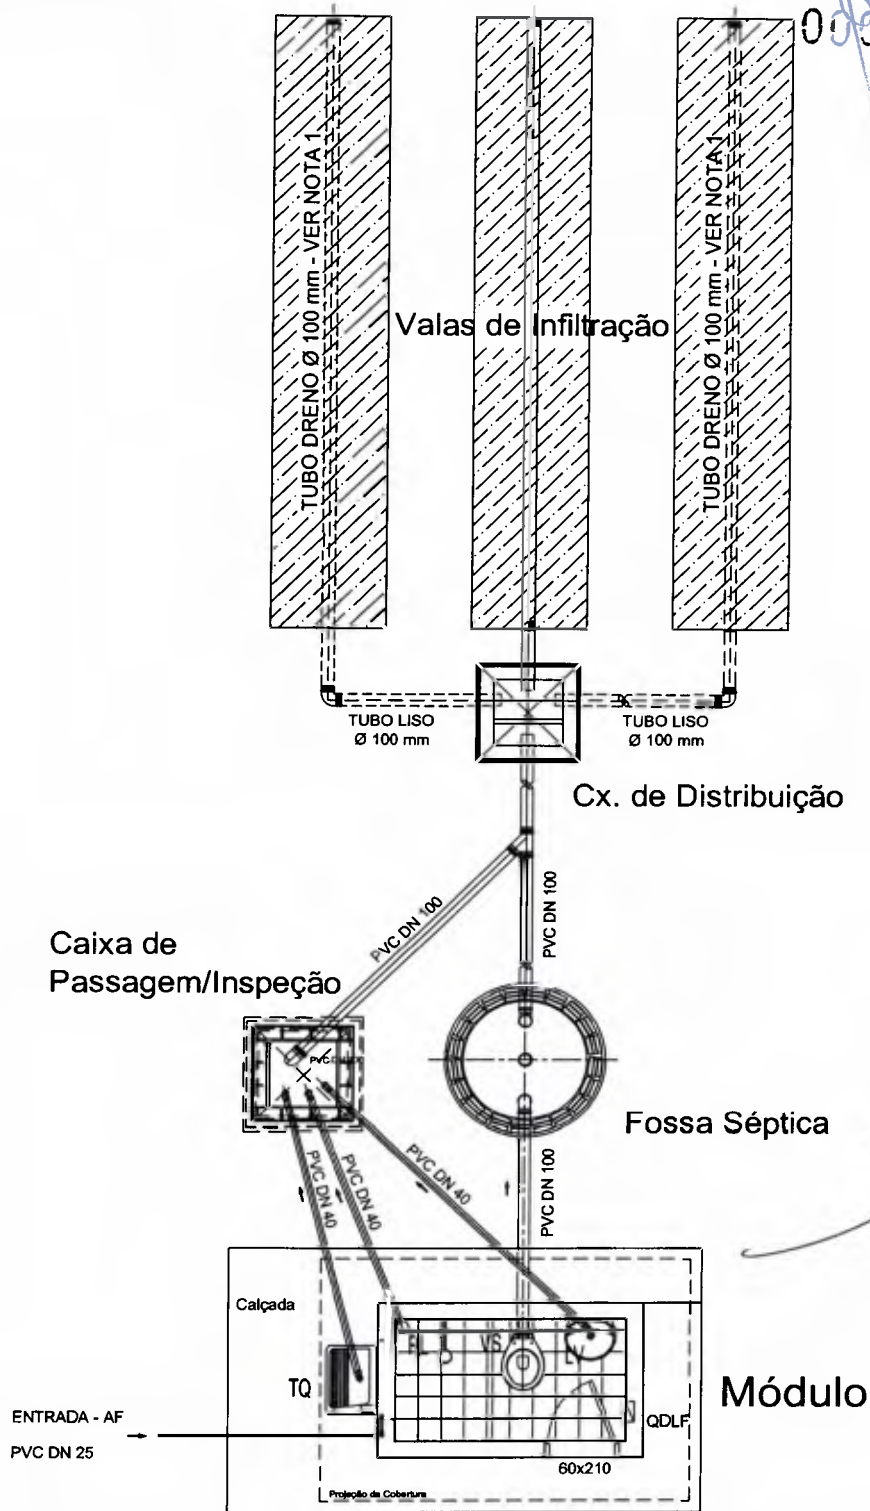 TUBO DRENO Ø 100 mm - VER NOTA 1
TUBO DRENO Ø 100 mm - VER NOTA 1
Valas de Infiltração
TUBO LISO
Ø 100 mm
TUBO LISO
Ø 100 mm
Cx. de Distribuição
PVC DN 100
PVC DN 100
Caixa de
Passagem/Inspeção
Fossa Séptica
PVC DN 40
PVC DN 40
PVC DN 40
PVC DN 100
Calçada
VS
LV
TQ
Módulo
QDLF
ENTRADA - AF
PVC DN 25
60x210
Projeção da Cobertura